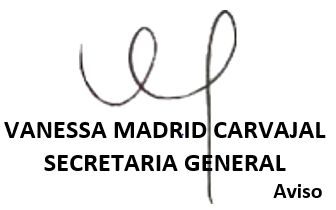 VANESSA MADRID CARVAJAL
SECRETARIA GENERAL
Aviso